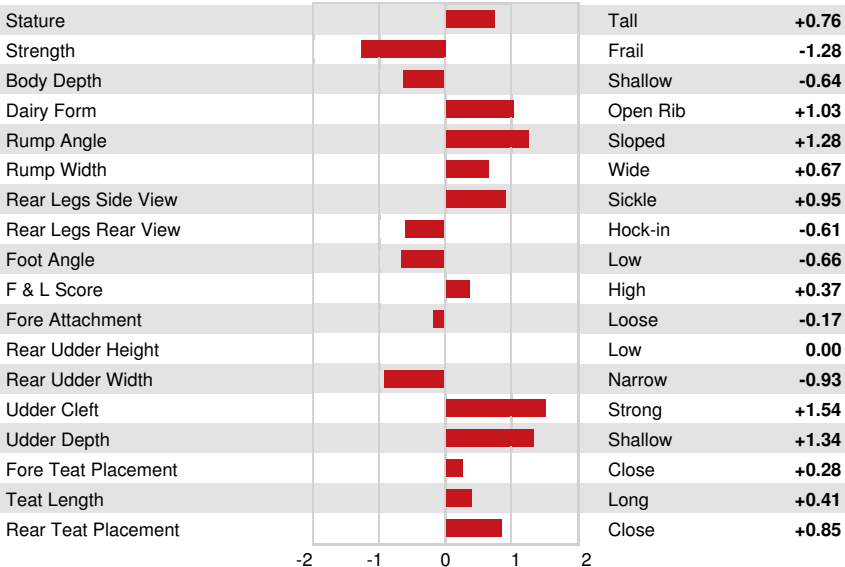 Stature Tall +0.76
Strength Frail -1.28
Body Depth Shallow -0.64
Dairy Form Open Rib +1.03
Rump Angle Sloped +1.28
Rump Width Wide +0.67
Rear Legs Side View Sickle +0.95
Rear Legs Rear View Hock-in -0.61
Foot Angle Low -0.66
F & L Score High +0.37
Fore Attachment Loose -0.17
Rear Udder Height Low 0.00
Rear Udder Width Narrow -0.93
Udder Cleft Strong +1.54
Udder Depth Shallow +1.34
Fore Teat Placement Close +0.28
Teat Length Long +0.41
Rear Teat Placement Close +0.85
-2 -1 0 1 2